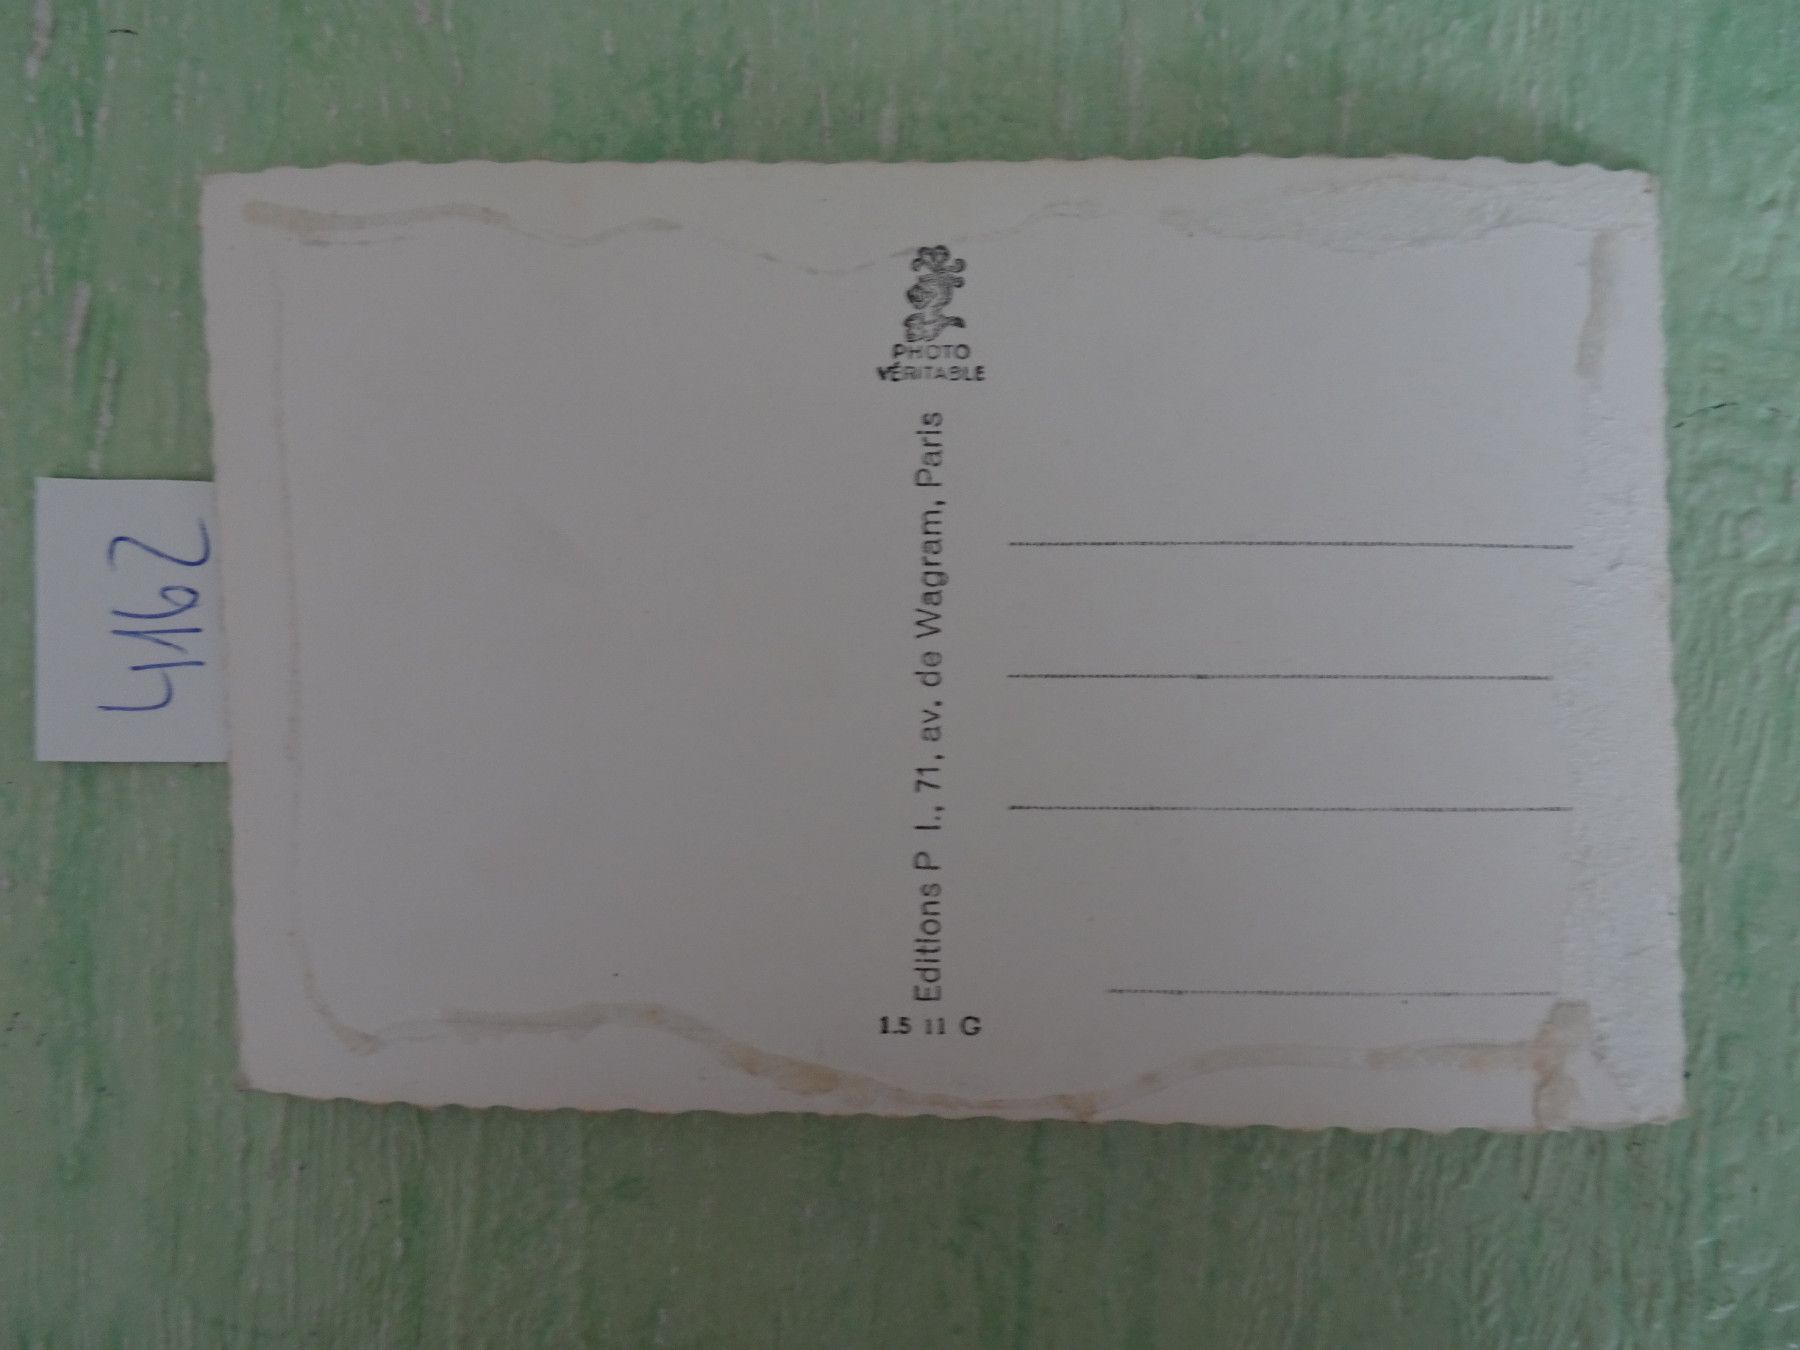 4162
PHOTO
VÉRITABLE
Editions P I., 71, av. de Wagram, Paris
1.5 11 G